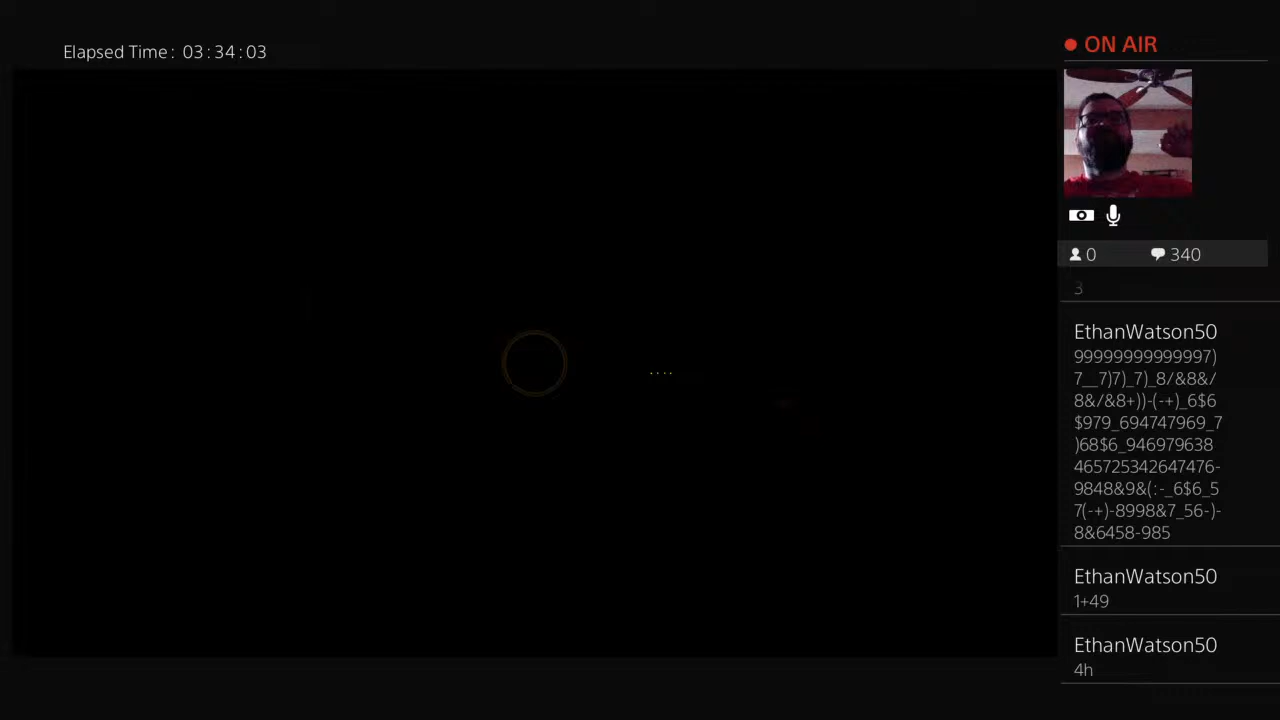 Elapsed Time: 03:34:03
ON AIR
0 340
3
EthanWatson50
99999999999997)
7__7)7)_7)_8/&8&/
8&/&8+))-(-+)_6$6
$979_694747969_7
)68$6_946979638
465725342647476-
9848&9&(:-_6$6_5
7(-+)-8998&7_56-)-
8&6458-985
EthanWatson50
1+49
EthanWatson50
4h